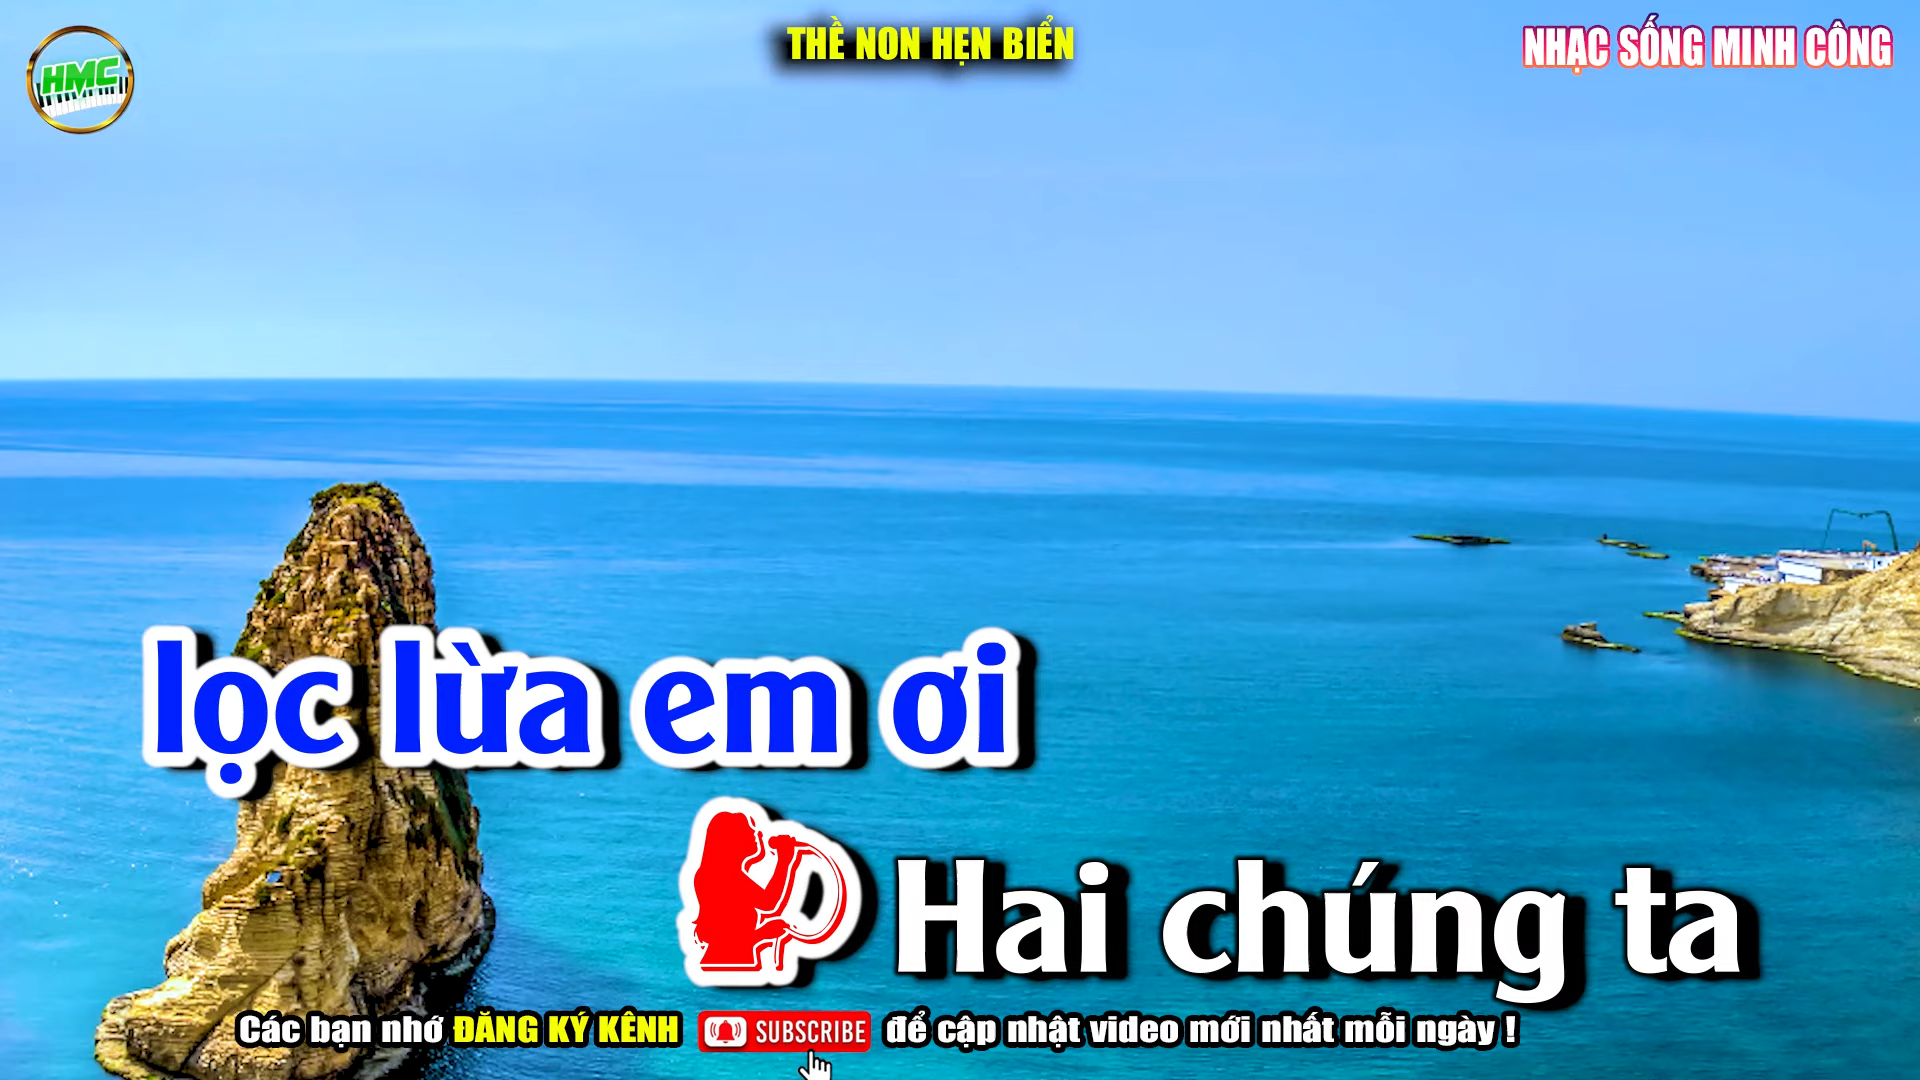 HMC
THỀ NON HẸN BIỂN
NHẠC SỐNG MINH CÔNG
lọc lừa em ơi
Hai chúng ta
Các bạn nhớ ĐĂNG KÝ KÊNH SUBSCRIBE để cập nhật video mới nhất mỗi ngày !